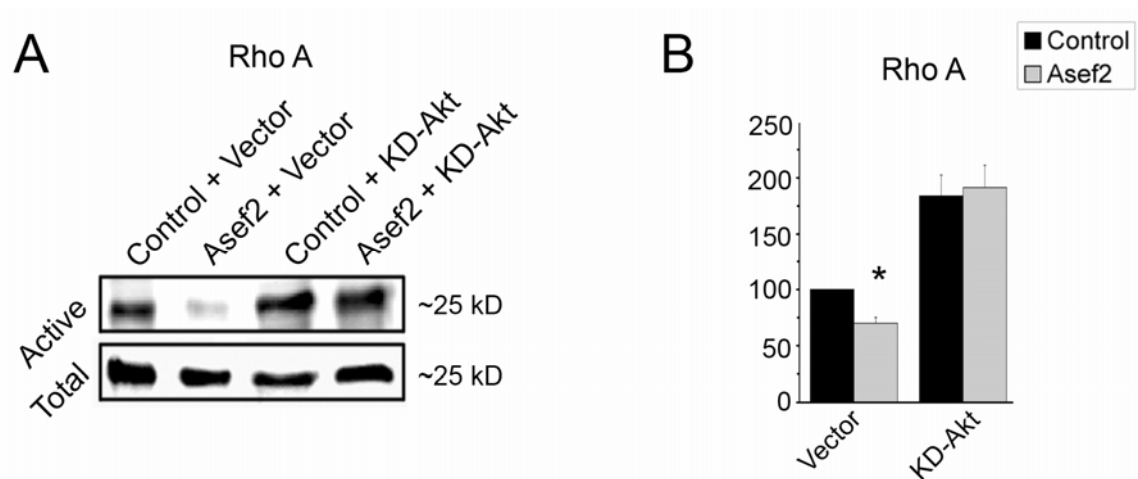 A
Rho A
Control + Vector
Asef2 + Vector
Control + KD-Akt
Asef2 + KD-Akt
Active
~25 kD
Total
~25 kD
B
Rho A
Control
Asef2
250
200
150
100
50
0
*
Vector
KD-Akt